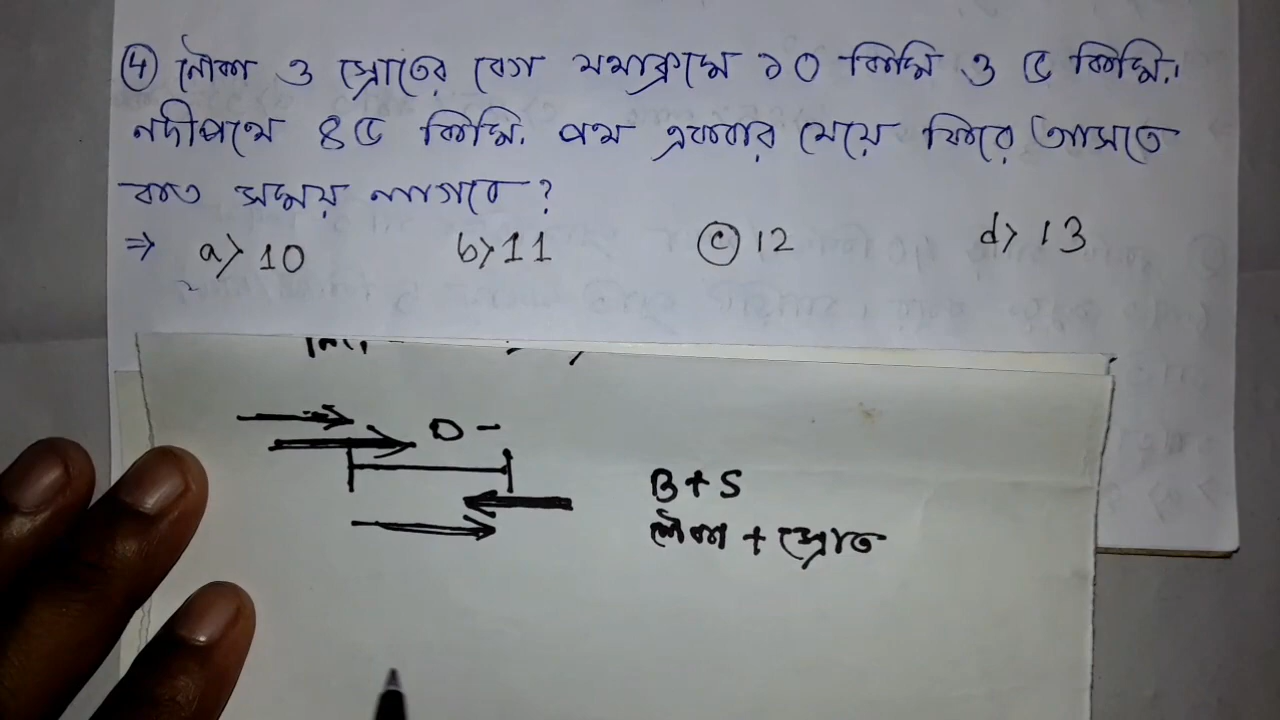 ④ নৌকা ও স্রোতের বেগ যথাক্রমে ১০ কিমি ও ৫ কিমি।
নদীপথে ৪৫ কিমি. পথ একবার যেয়ে ফিরে আসতে
কত সময় লাগবে ?
⇒ a> 10 b> 11 ⓒ 12 d> 13
D -
B + S
নৌকা + স্রোত